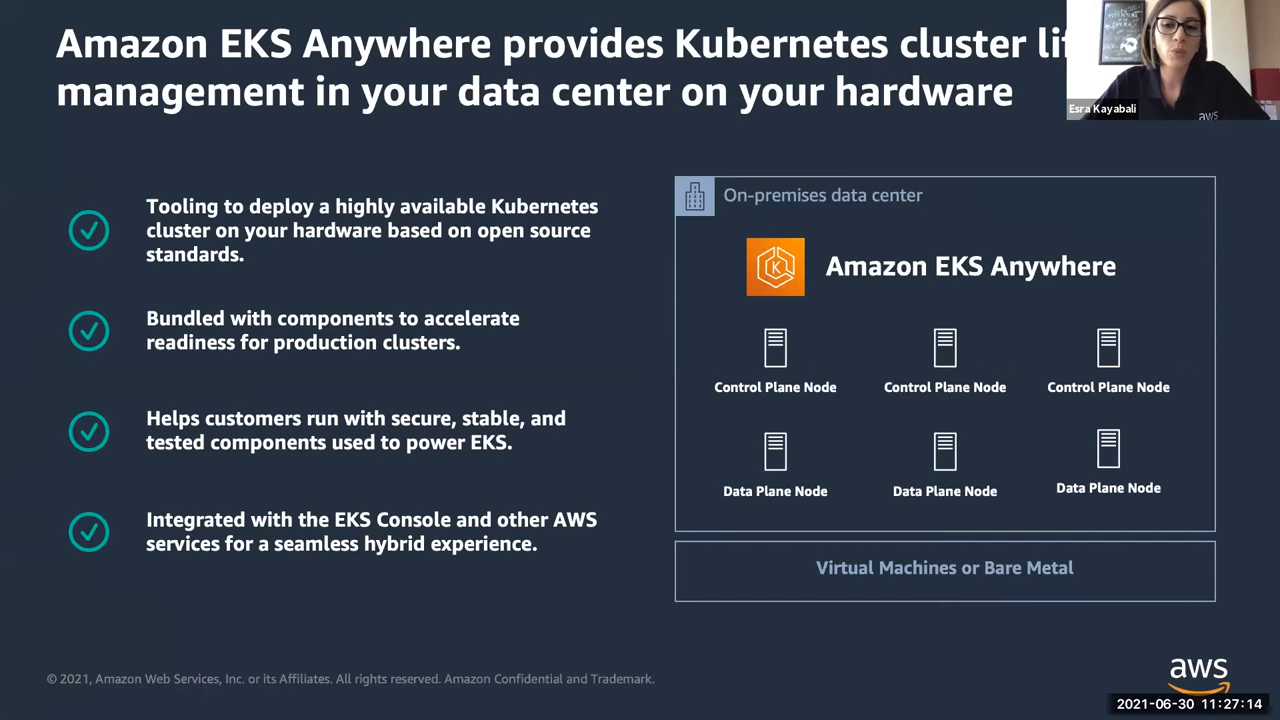 Amazon EKS Anywhere provides Kubernetes cluster
management in your data center on your hardware
Esra Kayabali
aws
Tooling to deploy a highly available Kubernetes
cluster on your hardware based on open source
standards.
Bundled with components to accelerate
readiness for production clusters.
Helps customers run with secure, stable, and
tested components used to power EKS.
Integrated with the EKS Console and other AWS
services for a seamless hybrid experience.
On-premises data center
K
Amazon EKS Anywhere
Control Plane Node
Control Plane Node
Control Plane Node
Data Plane Node
Data Plane Node
Data Plane Node
Virtual Machines or Bare Metal
© 2021, Amazon Web Services, Inc. or its Affiliates. All rights reserved. Amazon Confidential and Trademark.
aws
2021-06-30 11:27:14